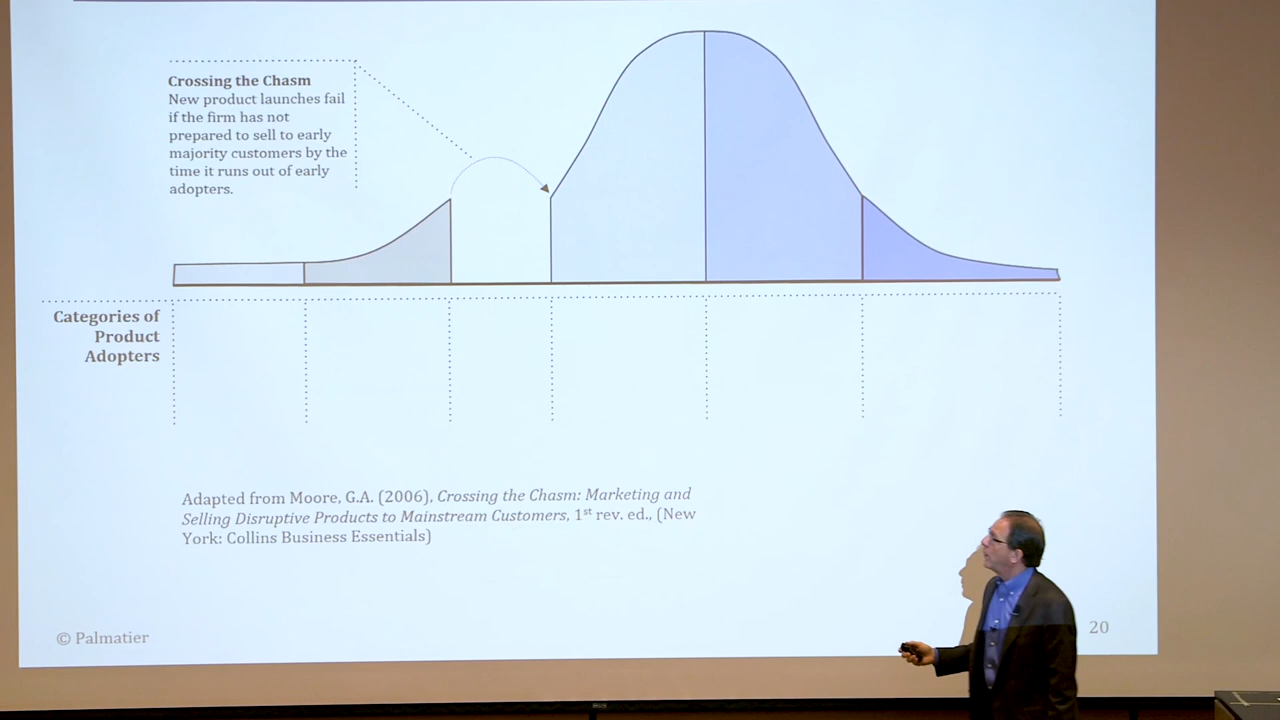 Crossing the Chasm
New product launches fail
if the firm has not
prepared to sell to early
majority customers by the
time it runs out of early
adopters.
Categories of
Product
Adopters
Adapted from Moore, G.A. (2006), Crossing the Chasm: Marketing and
Selling Disruptive Products to Mainstream Customers, 1st rev. ed., (New
York: Collins Business Essentials)
© Palmatier
20